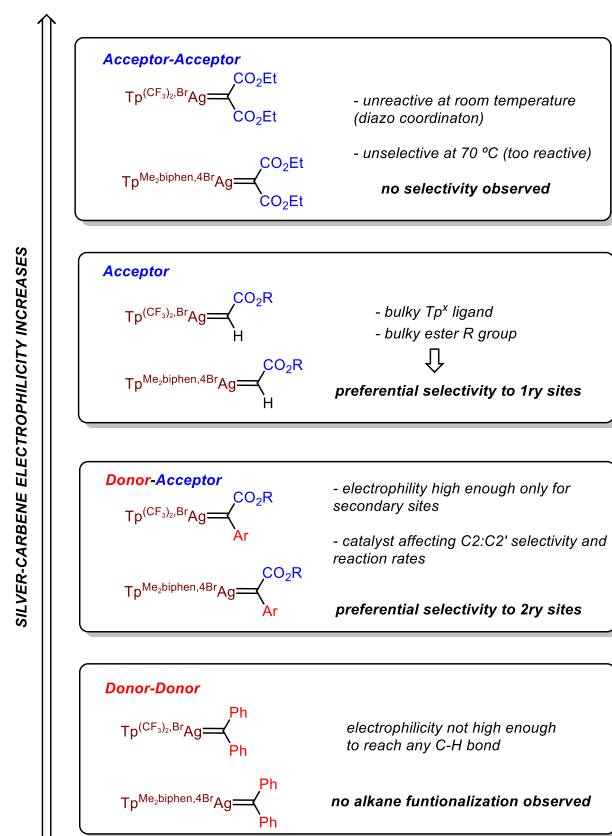 SILVER-CARBENE ELECTROPHILICITY INCREASES
Acceptor-Acceptor
CO2Et
Tp(CF3)2,BrAg
CO2Et
- unreactive at room temperature
(diazo coordinaton)
- unselective at 70 ºC (too reactive)
no selectivity observed
CO2Et
TpMe2biphen,4BrAg
CO2Et
Acceptor
CO2R
Tp(CF3)2,BrAg
H
- bulky Tpx ligand
- bulky ester R group
CO2R
TpMe2biphen,4BrAg
H
preferential selectivity to 1ry sites
Donor-Acceptor
CO2R
Tp(CF3)2,BrAg
Ar
- electrophility high enough only for
secondary sites
- catalyst affecting C2:C2' selectivity and
reaction rates
CO2R
TpMe2biphen,4BrAg
Ar
preferential selectivity to 2ry sites
Donor-Donor
Ph
Tp(CF3)2,BrAg
Ph
electrophilicity not high enough
to reach any C-H bond
Ph
TpMe2biphen,4BrAg
Ph
no alkane funtionalization observed